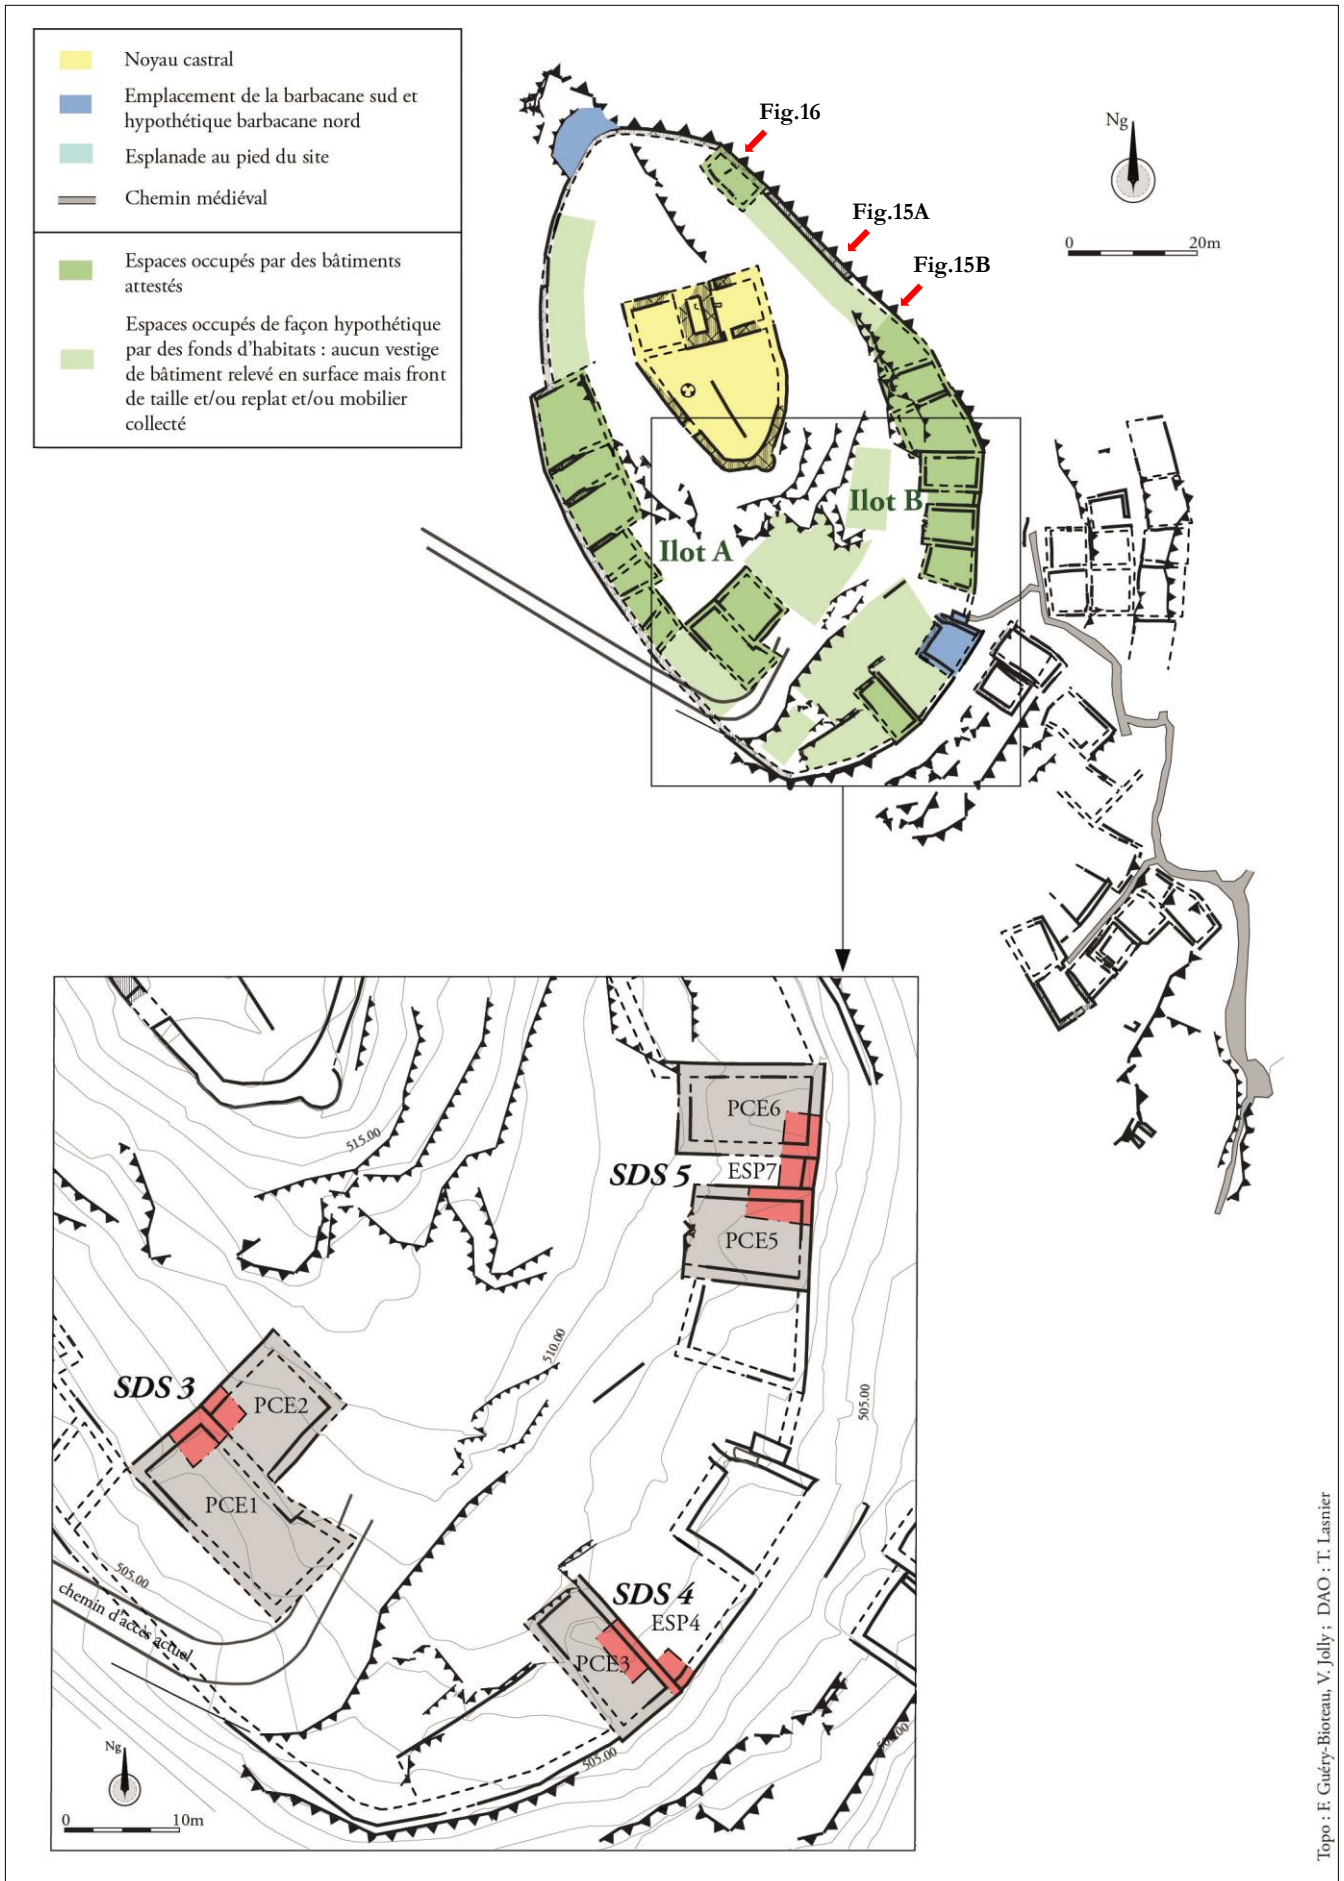 Noyau castral
Emplacement de la barbacane sud et
hypothétique barbacane nord
Esplanade au pied du site
Chemin médiéval
Espaces occupés par des bâtiments
attestés
Espaces occupés de façon hypothétique
par des fonds d'habitats : aucun vestige
de bâtiment relevé en surface mais front
de taille et/ou replat et/ou mobilier
collecté
Fig.16
Fig.15A
Fig.15B
Ng
0 20m
Ilot B
Ilot A
515.00
PCE6
SDS 5
ESP7
PCE5
510.00
505.00
SDS 3
PCE2
PCE1
505.00
chemin d'accès actuel
SDS 4
ESP4
PCE3
505.00
Ng
0 10m
Topo : F. Guéry-Bioteau, V. Jolly ; DAO : T. Lasnier